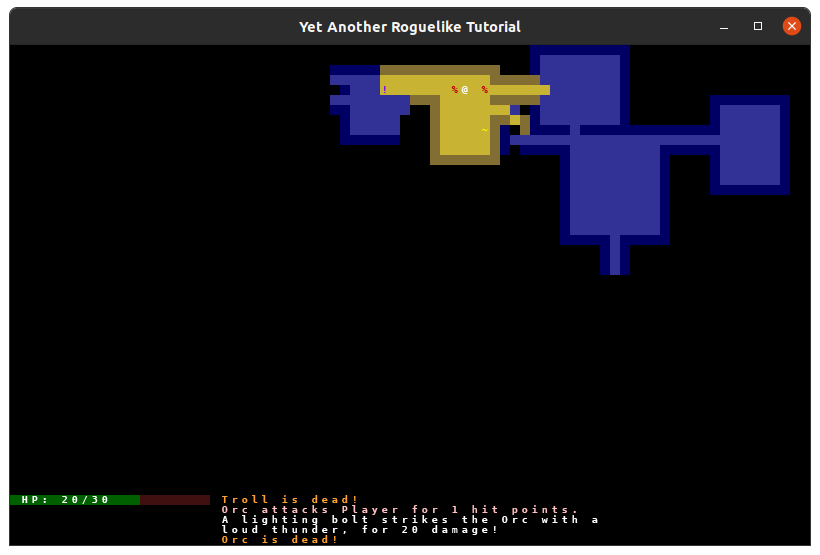 Yet Another Roguelike Tutorial
! % @ %
~
HP: 20/30
Troll is dead!
Orc attacks Player for 1 hit points.
A lighting bolt strikes the Orc with a
loud thunder, for 20 damage!
Orc is dead!